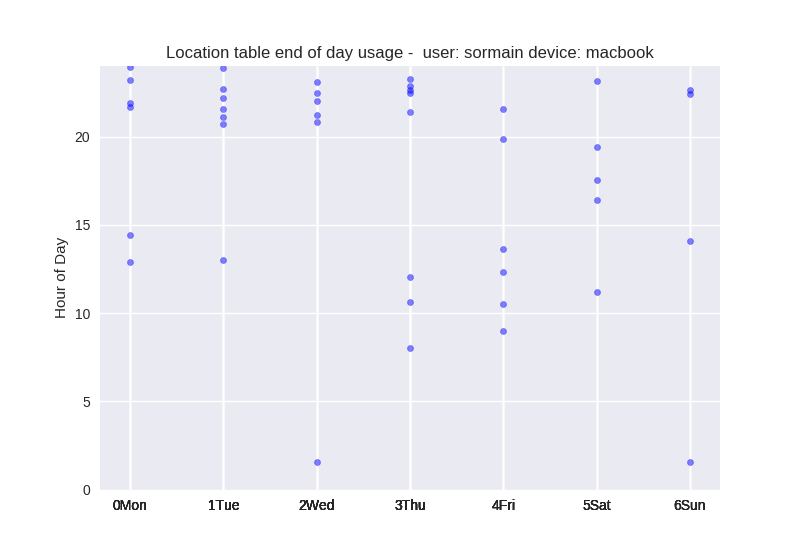 Location table end of day usage -  user: sormain device: macbook
Hour of Day
20
15
10
5
0
0Mon 1Tue 2Wed 3Thu 4Fri 5Sat 6Sun